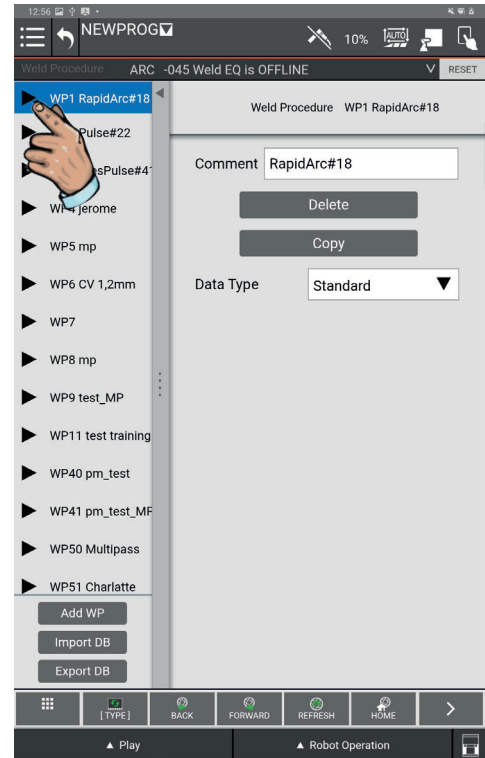 12:56
NEWPROG
10%
AUTO
Weld Procedure ARC -045 Weld EQ is OFFLINE
RESET
WP1 RapidArc#18
Pulse#22
sPulse#41
WP4 jerome
WP5 mp
WP6 CV 1,2mm
WP7
WP8 mp
WP9 test_MP
WP11 test training
WP40 pm_test
WP41 pm_test_MP
WP50 Multipass
WP51 Charlatte
Add WP
Import DB
Export DB
Weld Procedure WP1 RapidArc#18
Comment RapidArc#18
Delete
Copy
Data Type Standard
[ TYPE ] BACK FORWARD REFRESH HOME
Play Robot Operation